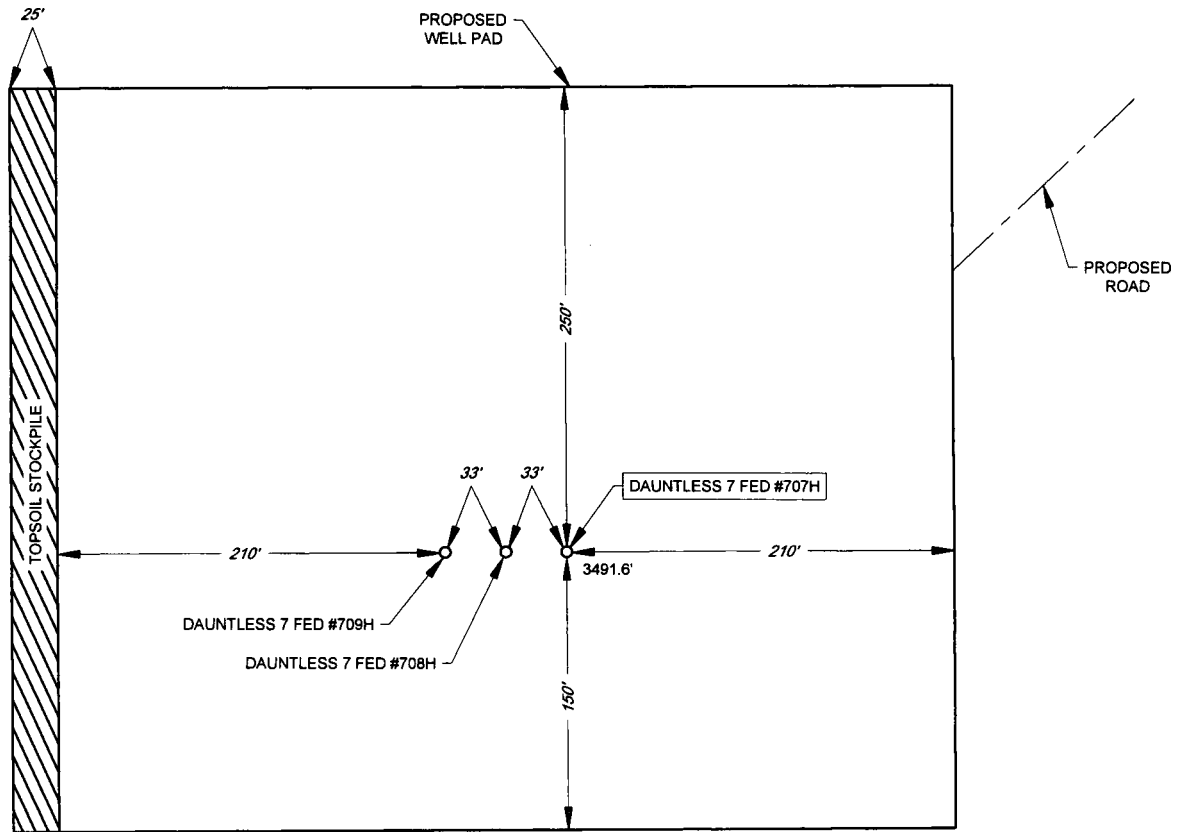 25'
PROPOSED
WELL PAD
PROPOSED
ROAD
250'
TOPSOIL STOCKPILE
33'
33'
DAUNTLESS 7 FED #707H
210'
210'
3491.6'
DAUNTLESS 7 FED #709H
DAUNTLESS 7 FED #708H
150'